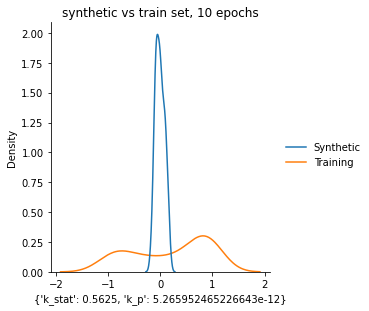 synthetic vs train set, 10 epochs
2.00
1.75
1.50
1.25
1.00
0.75
0.50
0.25
0.00
Density
−2
−1
0
1
2
{'k_stat': 0.5625, 'k_p': 5.265952465226643e-12}
Synthetic
Training